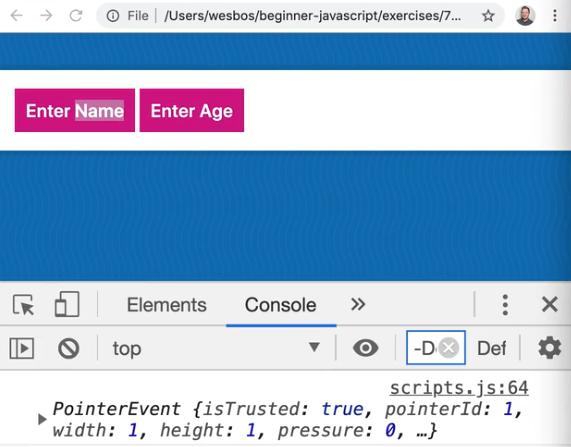 File | /Users/wesbos/beginner-javascript/exercises/7...
Enter Name Enter Age
Elements Console »
top -D Def
scripts.js:64
PointerEvent {isTrusted: true, pointerId: 1,
width: 1, height: 1, pressure: 0, …}